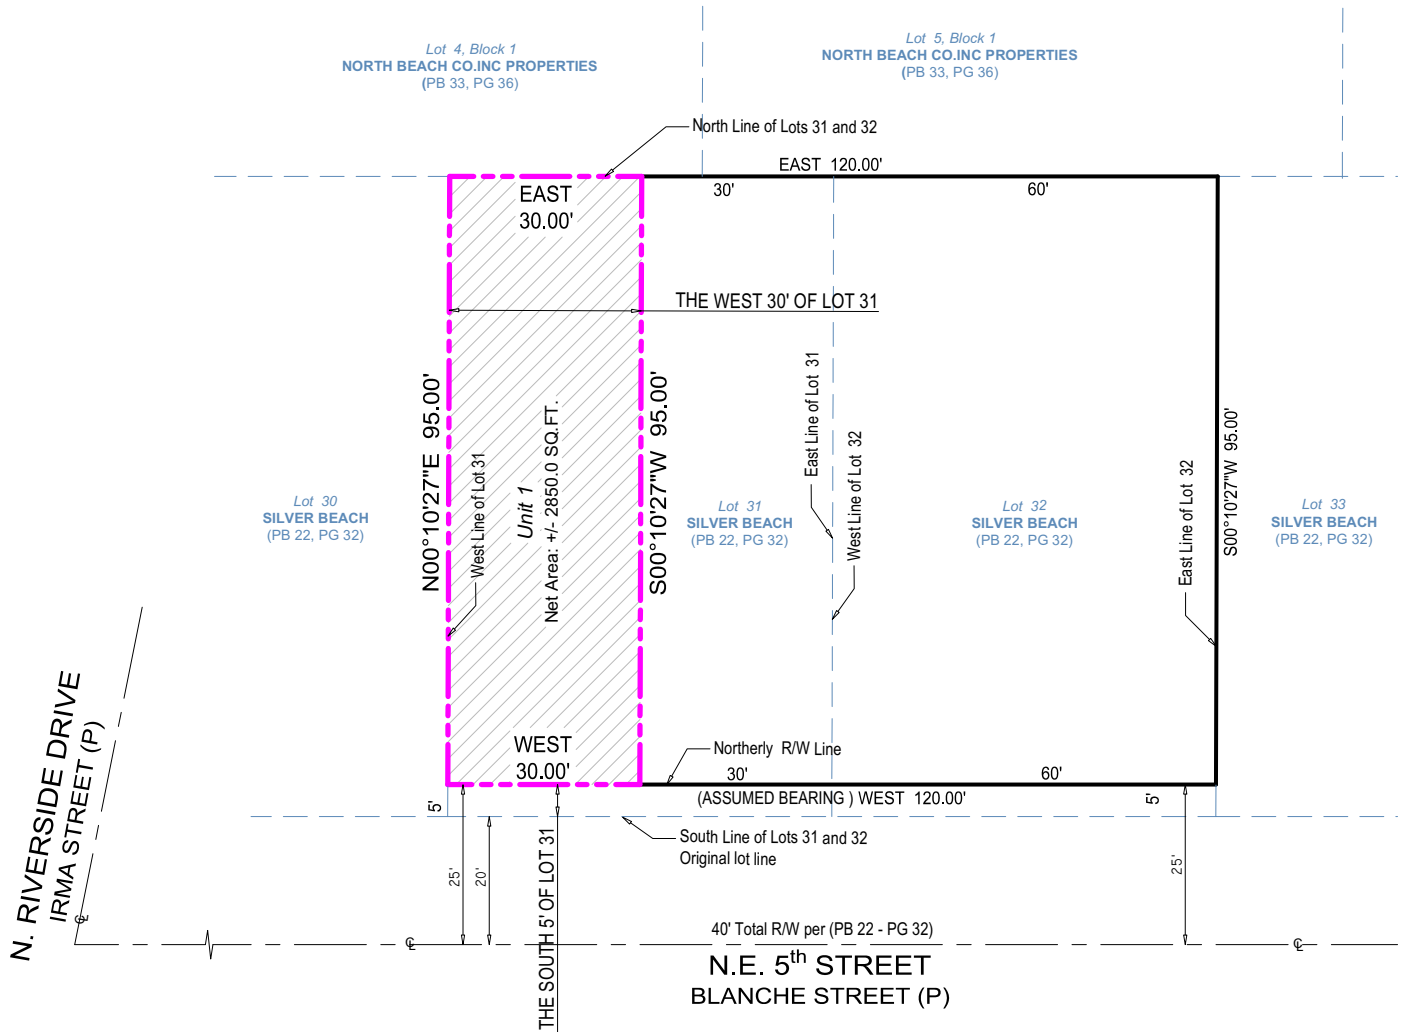 Lot 4, Block 1
NORTH BEACH CO.INC PROPERTIES
(PB 33, PG 36)
Lot 5, Block 1
NORTH BEACH CO.INC PROPERTIES
(PB 33, PG 36)
North Line of Lots 31 and 32
EAST 120.00'
30'
60'
EAST
30.00'
THE WEST 30' OF LOT 31
N00°10'27"E 95.00'
West Line of Lot 31
Unit 1
Net Area: +/- 2850.0 SQ.FT.
S00°10'27"W 95.00'
East Line of Lot 31
West Line of Lot 32
East Line of Lot 32
S00°10'27"W 95.00'
Lot 30
SILVER BEACH
(PB 22, PG 32)
Lot 31
SILVER BEACH
(PB 22, PG 32)
Lot 32
SILVER BEACH
(PB 22, PG 32)
Lot 33
SILVER BEACH
(PB 22, PG 32)
WEST
30.00'
Northerly R/W Line
30'
60'
(ASSUMED BEARING ) WEST 120.00'
5'
5'
South Line of Lots 31 and 32
Original lot line
25'
20'
THE SOUTH 5' OF LOT 31
25'
N. RIVERSIDE DRIVE
IRMA STREET (P)
℄
℄
℄
40' Total R/W per (PB 22 - PG 32)
N.E. 5th STREET
BLANCHE STREET (P)